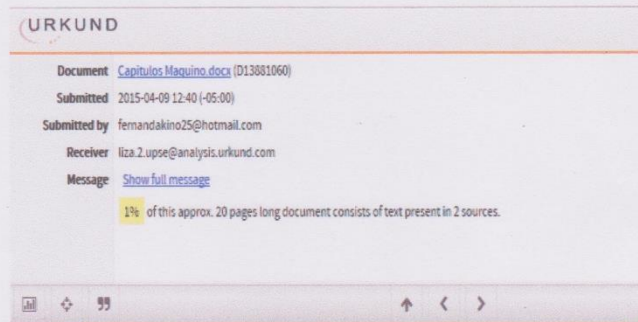 URKUND
Document Capitulos Maquino.docx (D13881060)
Submitted 2015-04-09 12:40 (-05:00)
Submitted by fernandakino25@hotmail.com
Receiver liza.2.upse@analysis.urkund.com
Message Show full message
1% of this approx. 20 pages long document consists of text present in 2 sources.